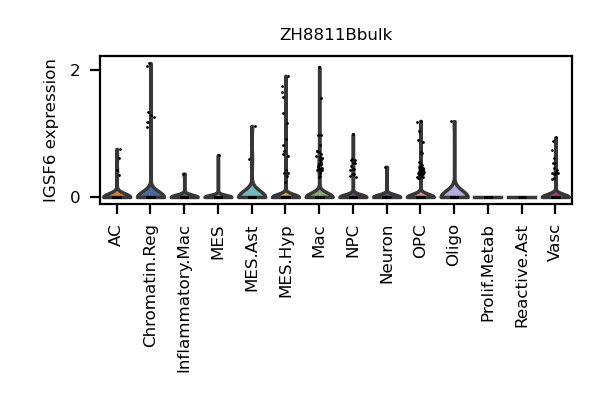 ZH8811Bbulk
IGSF6 expression
2
0
AC
Chromatin.Reg
Inflammatory.Mac
MES
MES.Ast
MES.Hyp
Mac
NPC
Neuron
OPC
Oligo
Prolif.Metab
Reactive.Ast
Vasc